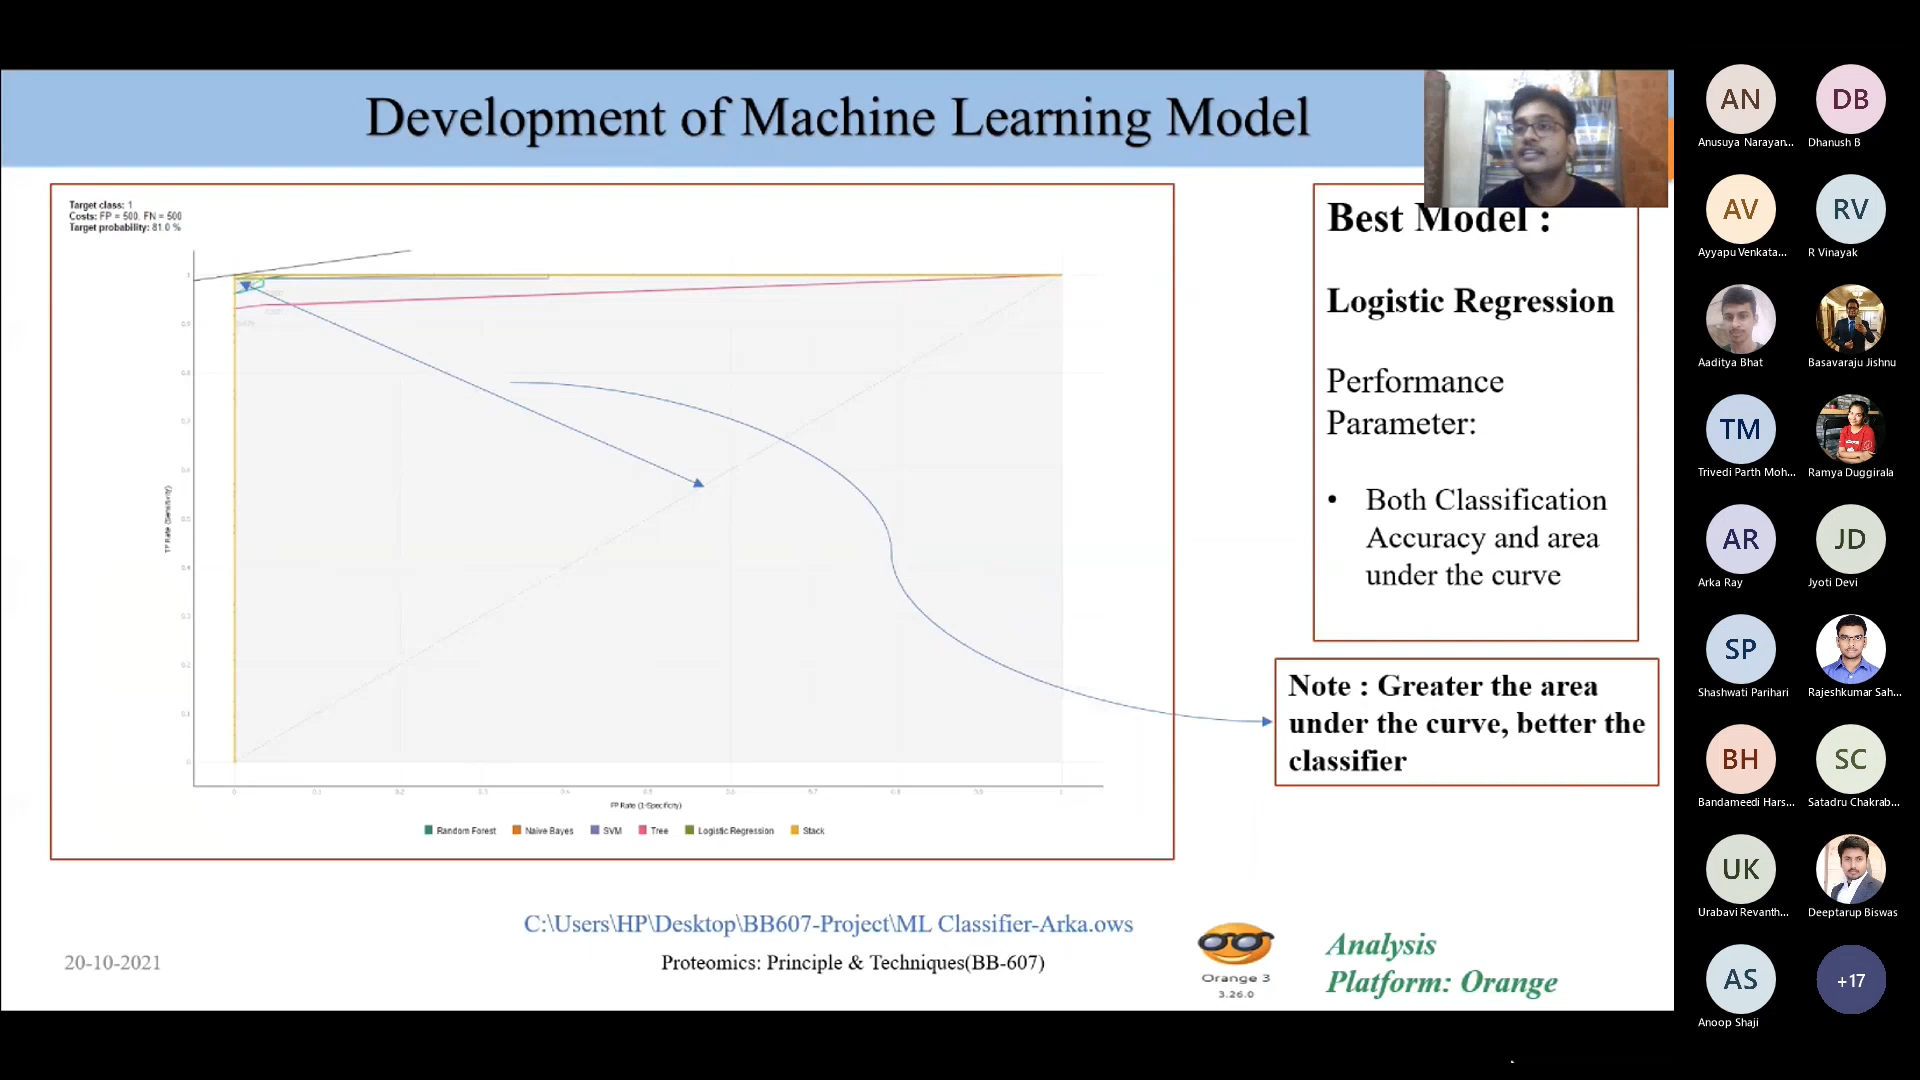 Development of Machine Learning Model
Target class: 1
Costs: FP = 500, FN = 500
Target probability: 81.0 %
TP Rate (Sensitivity)
FP Rate (1-Specificity)
Random Forest
Naive Bayes
SVM
Tree
Logistic Regression
Stack
Best Model :
Logistic Regression
Performance
Parameter:
• Both Classification
Accuracy and area
under the curve
Note : Greater the area
under the curve, better the
classifier
C:\Users\HP\Desktop\BB607-Project\ML Classifier-Arka.ows
20-10-2021
Proteomics: Principle & Techniques(BB-607)
Orange 3
3.26.0
Analysis
Platform: Orange
AN
Anusuya Narayan...
DB
Dhanush B
AV
Ayyapu Venkata...
RV
R Vinayak
Aaditya Bhat
Basavaraju Jishnu
TM
Trivedi Parth Moh...
Ramya Duggirala
AR
Arka Ray
JD
Jyoti Devi
SP
Shashwati Parihari
Rajeshkumar Sah...
BH
Bandameedi Hars...
SC
Satadru Chakrab...
UK
Urabavi Revanth...
Deeptarup Biswas
AS
Anoop Shaji
+17